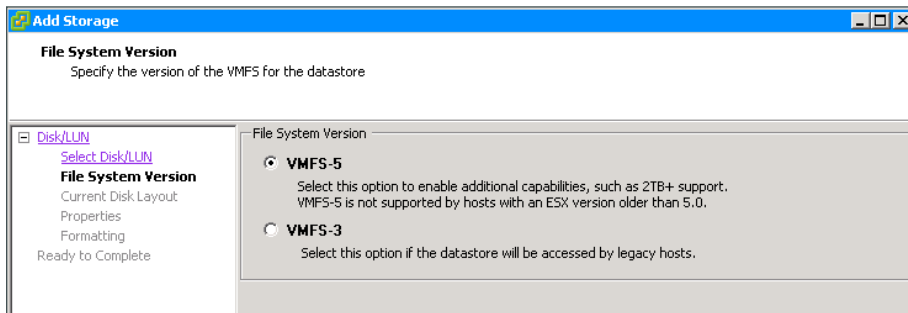 Add Storage
File System Version
Specify the version of the VMFS for the datastore
Disk/LUN
Select Disk/LUN
File System Version
Current Disk Layout
Properties
Formatting
Ready to Complete
File System Version
VMFS-5
Select this option to enable additional capabilities, such as 2TB+ support.
VMFS-5 is not supported by hosts with an ESX version older than 5.0.
VMFS-3
Select this option if the datastore will be accessed by legacy hosts.